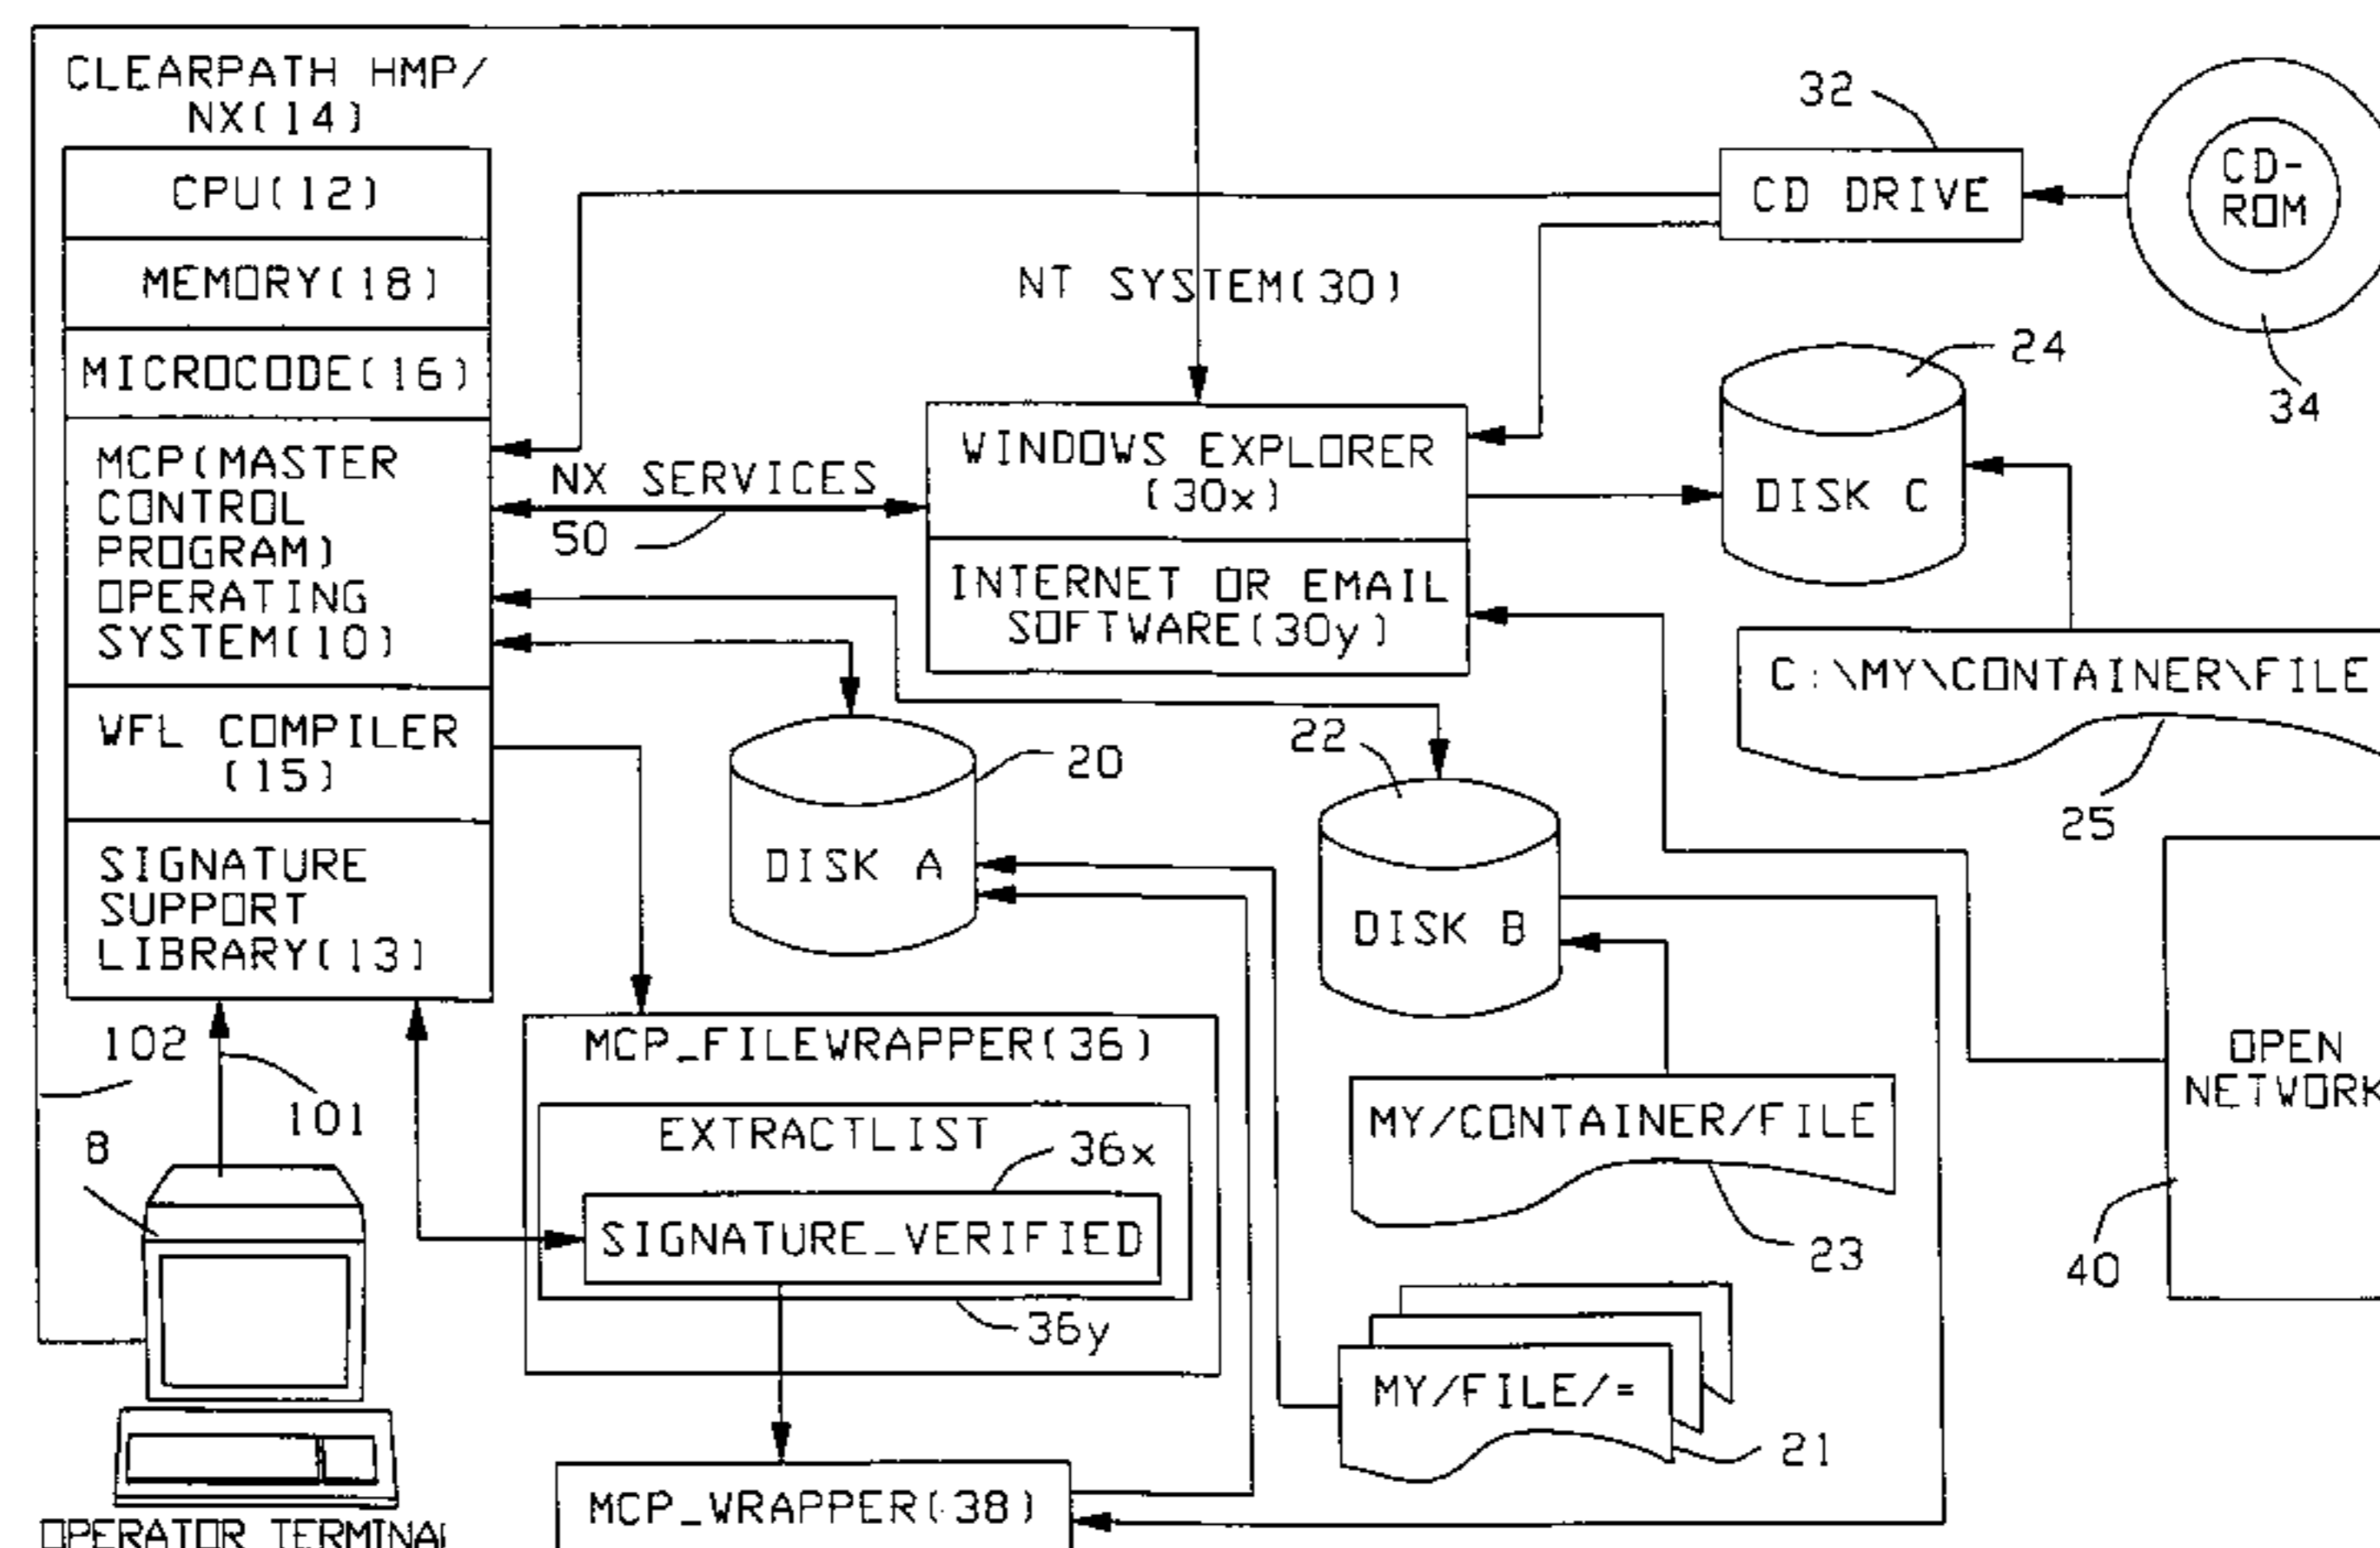 CLEARPATH HMP/
NX(14)
CPU(12)
MEMORY(18)
MICROCODE(16)
MCP(MASTER
CONTROL
PROGRAM)
OPERATING
SYSTEM(10)
WFL COMPILER
(15)
SIGNATURE
SUPPORT
LIBRARY(13)
32
CD DRIVE
CD-
ROM
34
NT SYSTEM(30)
NX SERVICES
50
WINDOWS EXPLORER
(30x)
INTERNET OR EMAIL
SOFTWARE(30y)
24
DISK C
C:\MY\CONTAINER\FILE
25
20
DISK A
22
DISK B
OPEN
NETWORK
40
102
101
8
MCP_FILEWRAPPER(36)
EXTRACTLIST
36x
SIGNATURE_VERIFIED
36y
MY/CONTAINER/FILE
23
MY/FILE/=
21
MCP_WRAPPER(38)
OPERATOR TERMINAL